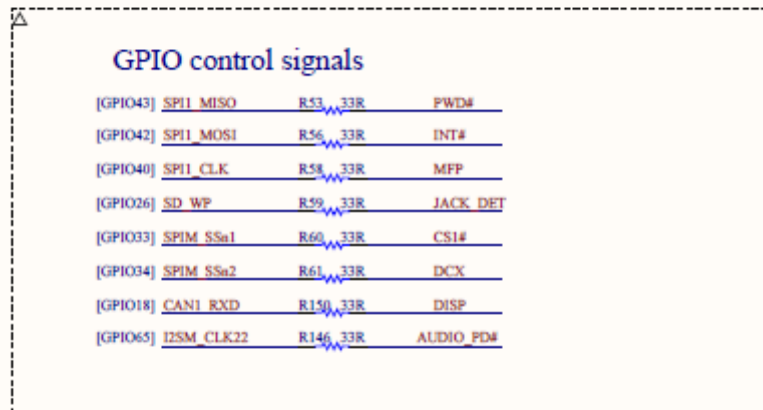 GPIO control signals
[GPIO43] SPI1_MISO R53 33R PWD#
[GPIO42] SPI1_MOSI R56 33R INT#
[GPIO40] SPI1_CLK R58 33R MFP
[GPIO26] SD_WP R59 33R JACK_DET
[GPIO33] SPIM_SSn1 R60 33R CS1#
[GPIO34] SPIM_SSn2 R61 33R DCX
[GPIO18] CAN1_RXD R150 33R DISP
[GPIO65] I2SM_CLK22 R146 33R AUDIO_PD#